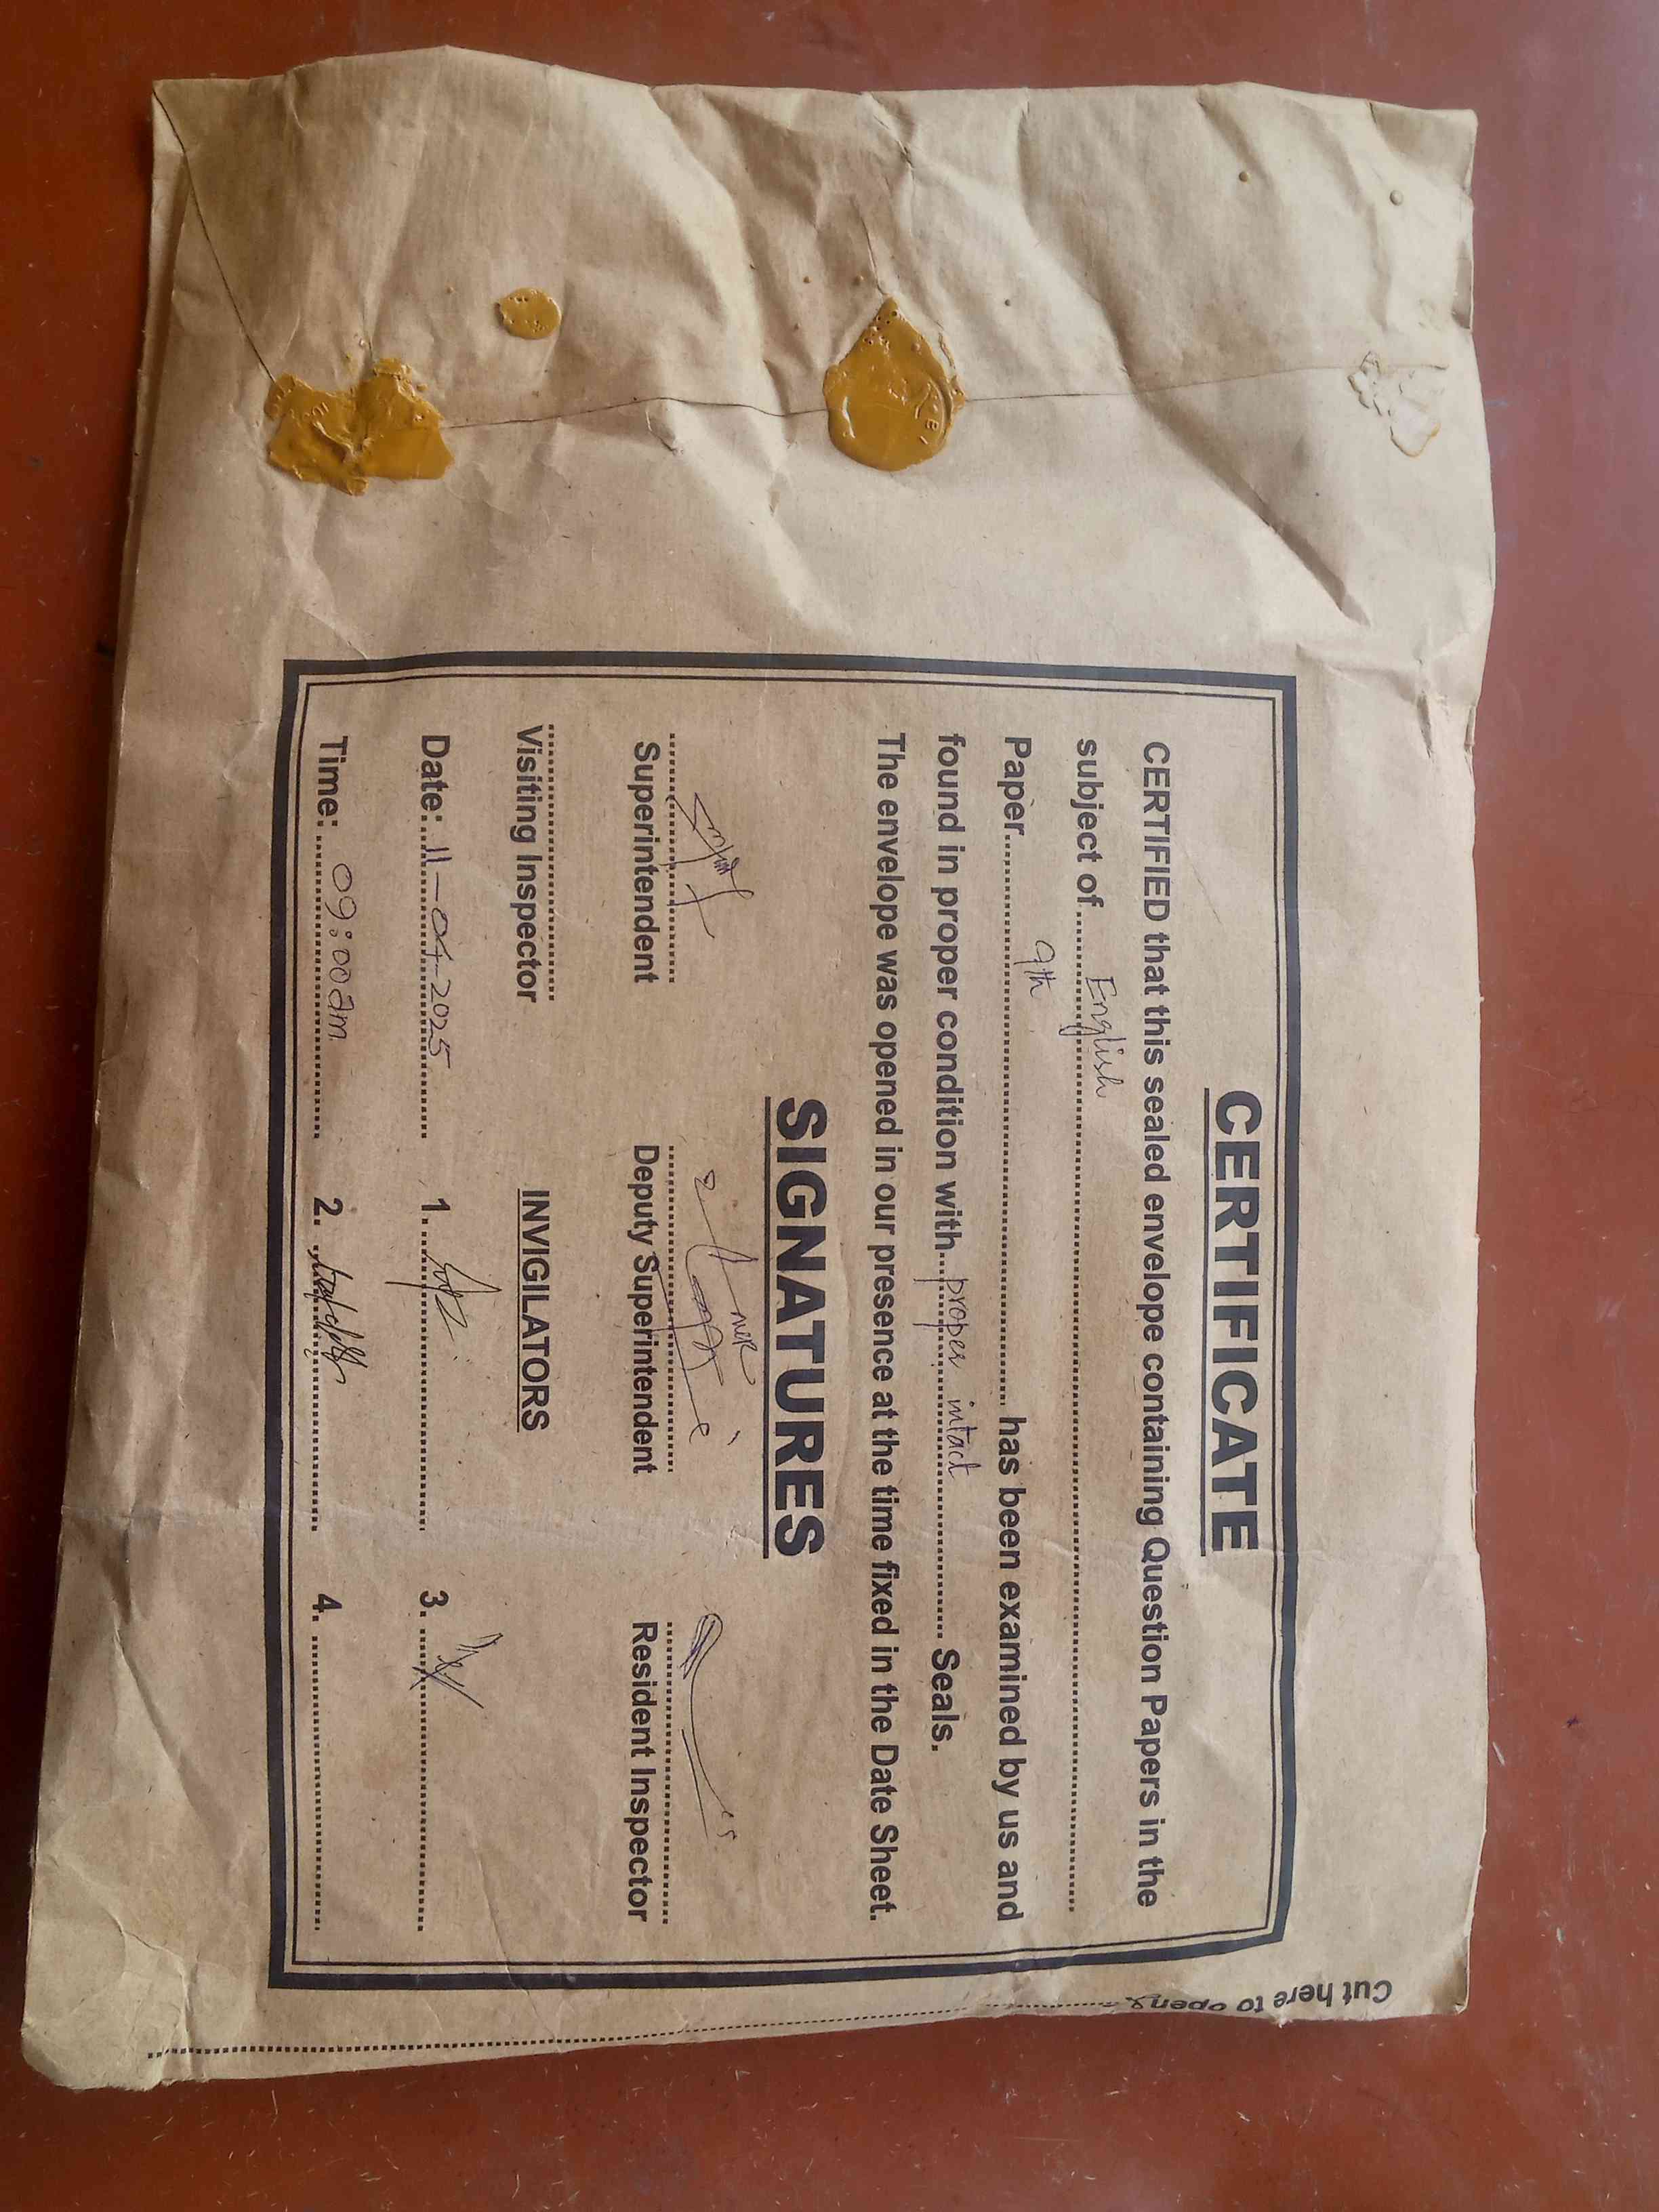 CERTIFICATE
CERTIFIED that this sealed envelope containing Question Papers in the
subject of English
Paper 9th has been examined by us and
found in proper condition with proper intact Seals.
The envelope was opened in our presence at the time fixed in the Date Sheet.
SIGNATURES
Superintendent Deputy Superintendent Resident Inspector
Visiting Inspector INVIGILATORS
Date: 11-04-2025 1. 3.
Time: 09:00am 2. 4.
Cut here to open